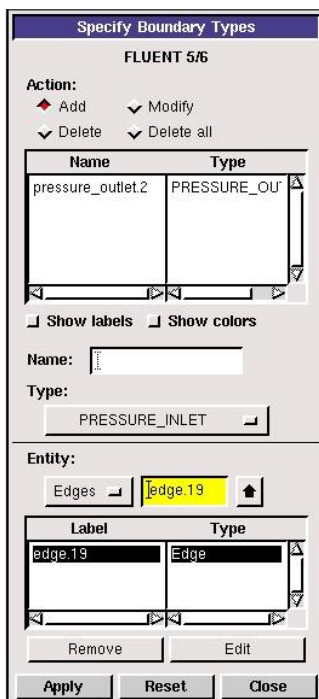 Specify Boundary Types
FLUENT 5/6
Action:
Add Modify
Delete Delete all
Name Type
pressure_outlet.2 PRESSURE_OUT
Show labels Show colors
Name:
Type:
PRESSURE_INLET
Entity:
Edges edge.19
Label Type
edge.19 Edge
Remove Edit
Apply Reset Close